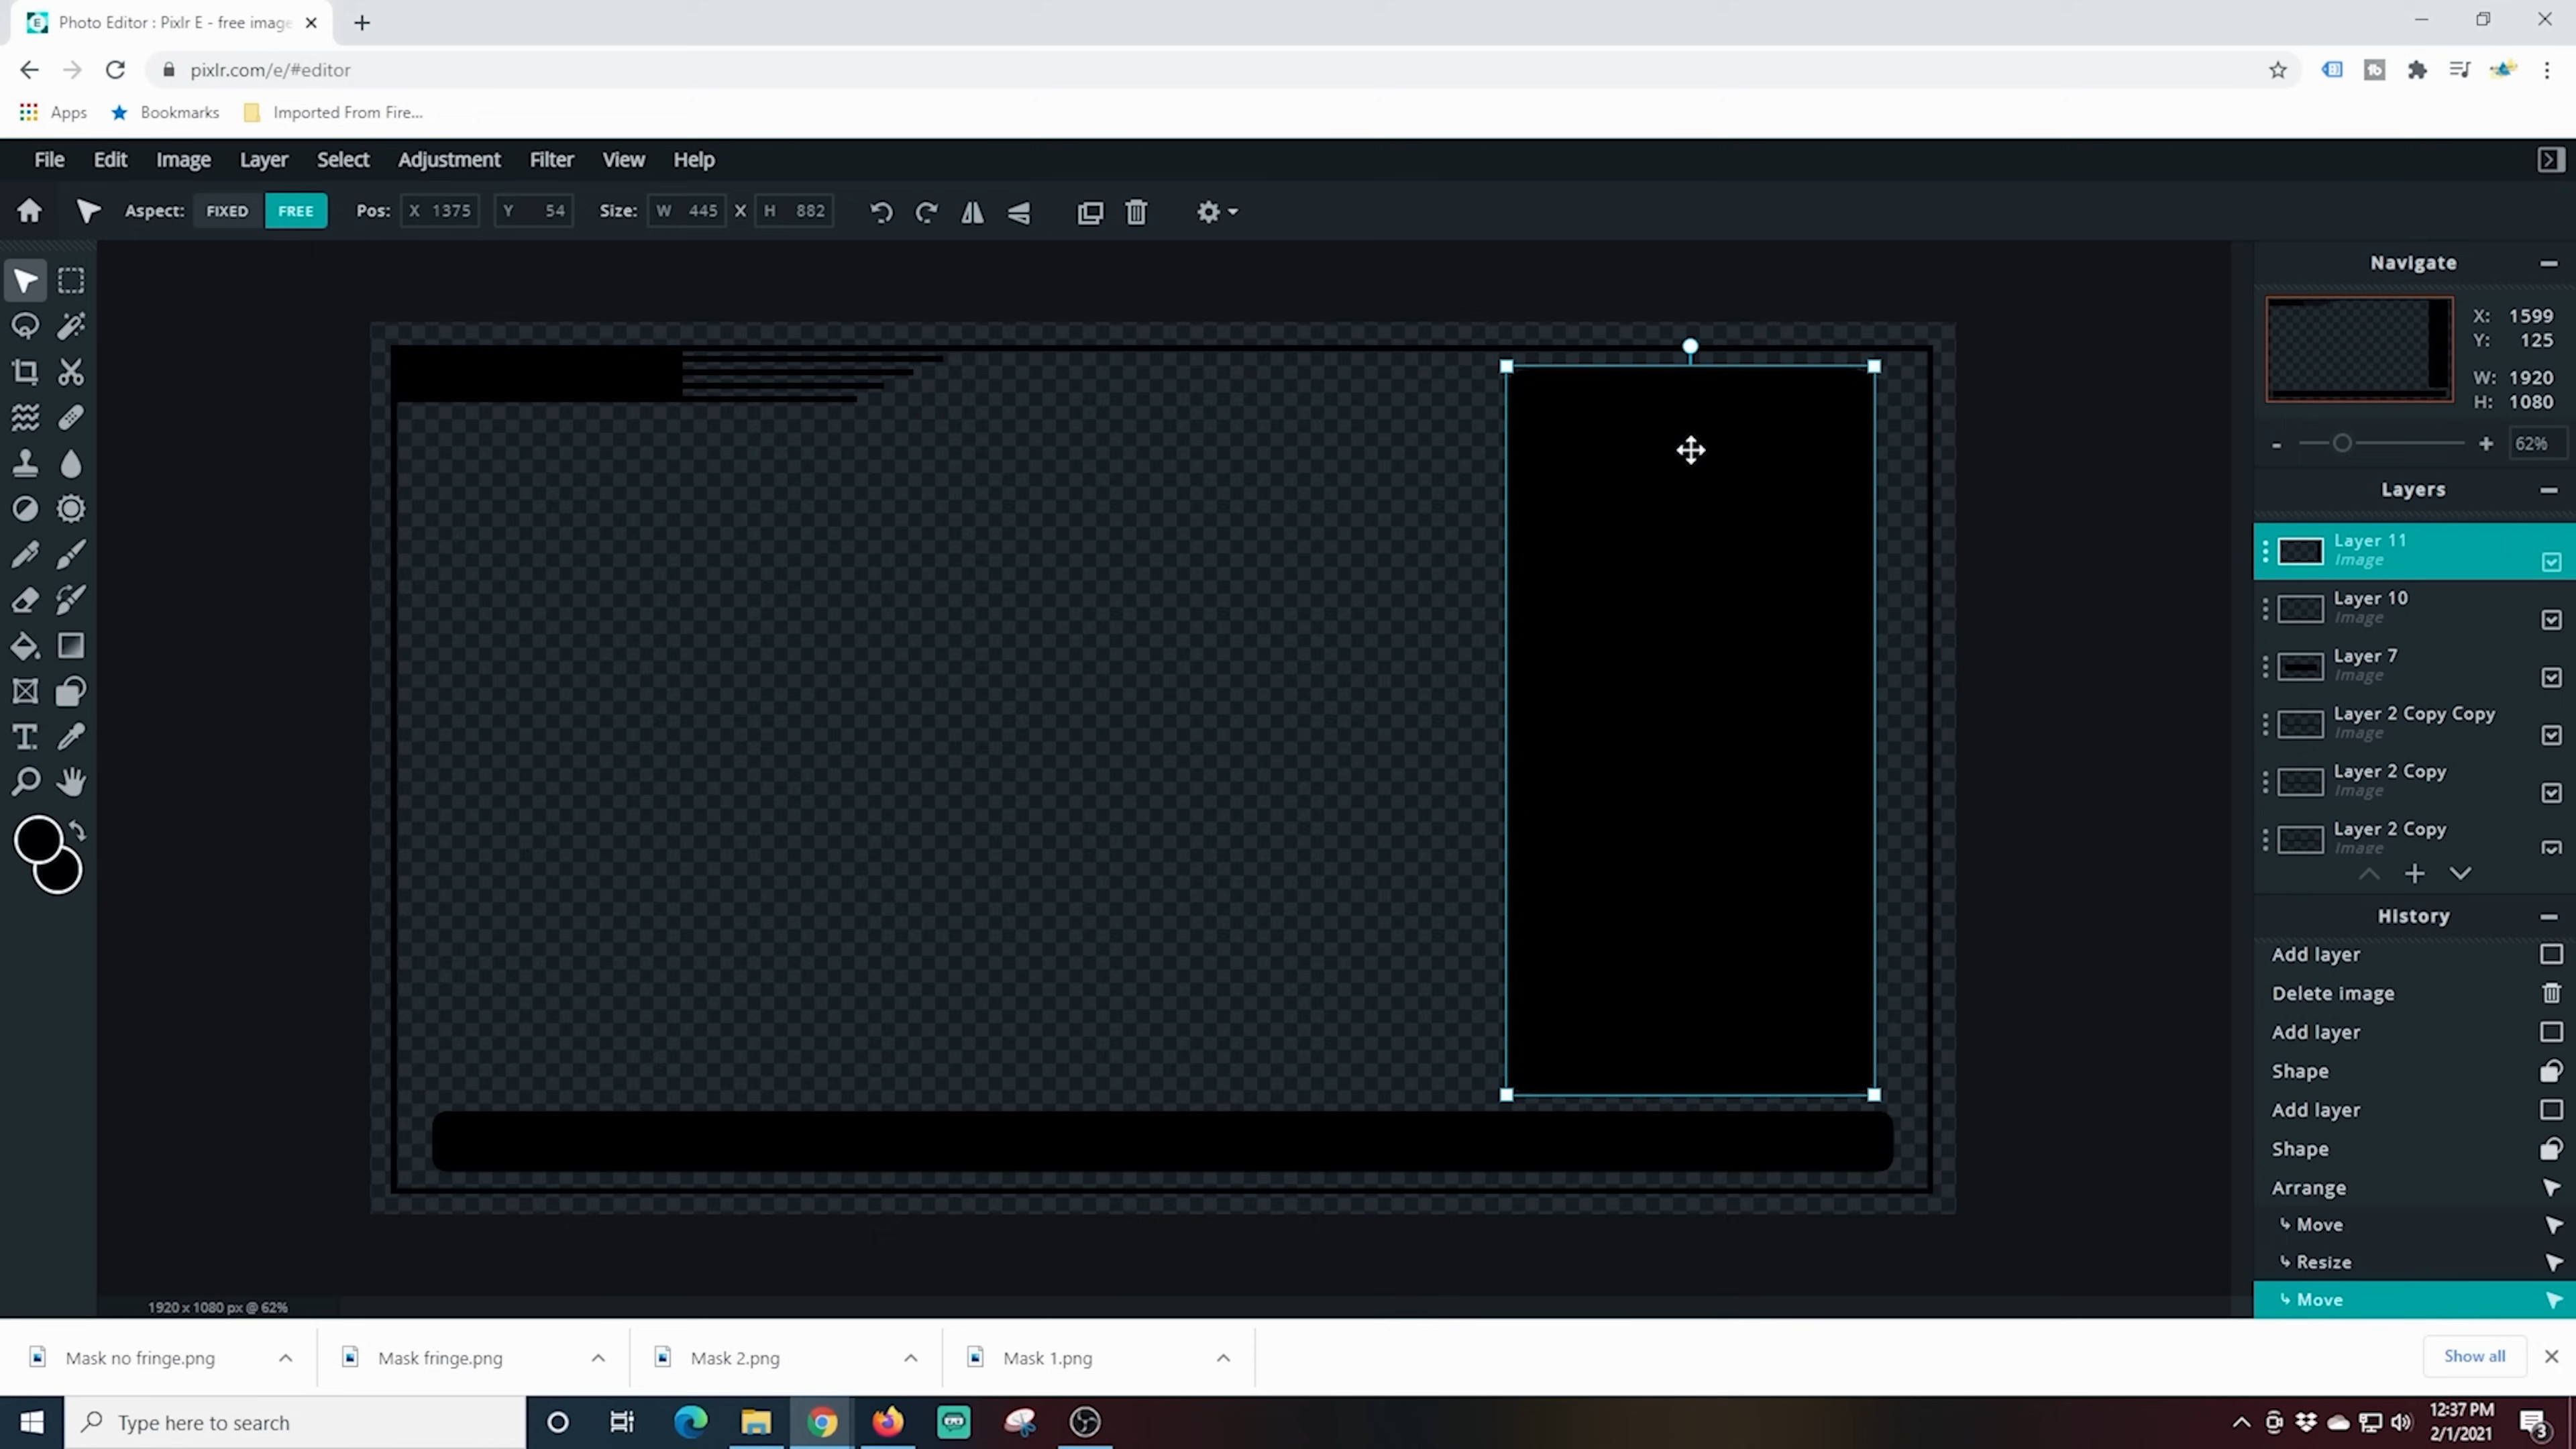 Photo Editor : Pixlr E - free image
pixlr.com/e/#editor
Apps Bookmarks Imported From Fire...
File Edit Image Layer Select Adjustment Filter View Help
Aspect: FIXED FREE Pos: X 1375 Y 54 Size: W 445 X H 882
Navigate
X: 1599
Y: 125
W: 1920
H: 1080
- + 62%
Layers
Layer 11
Image
Layer 10
Image
Layer 7
Image
Layer 2 Copy Copy
Image
Layer 2 Copy
Image
Layer 2 Copy
Image
History
Add layer
Delete image
Add layer
Shape
Add layer
Shape
Arrange
Move
Resize
Move
1920 x 1080 px @ 62%
Mask no fringe.png Mask fringe.png Mask 2.png Mask 1.png Show all
Type here to search
12:37 PM
2/1/2021
3